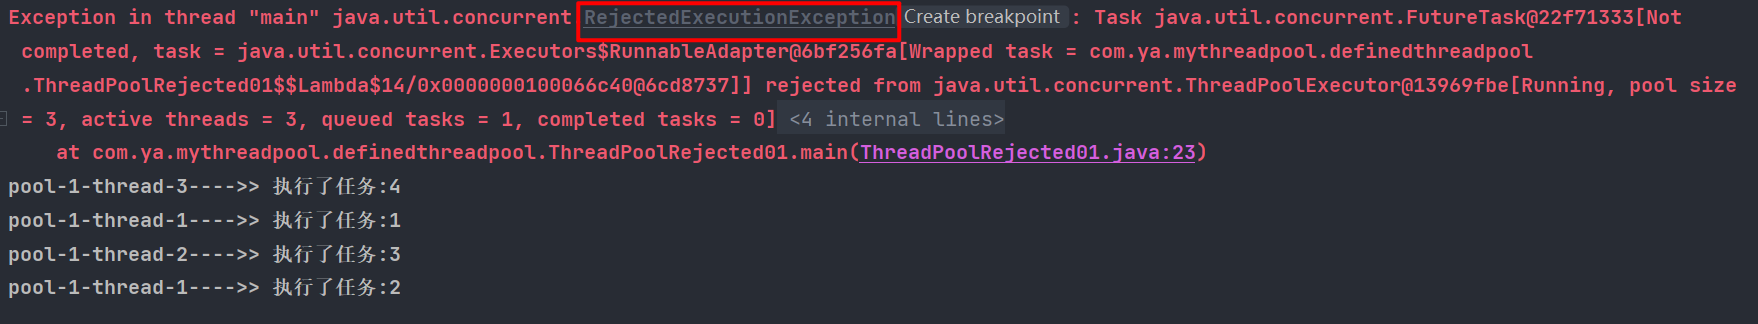 Exception in thread "main" java.util.concurrent.RejectedExecutionException Create breakpoint : Task java.util.concurrent.FutureTask@22f71333[Not
completed, task = java.util.concurrent.Executors$RunnableAdapter@6bf256fa[Wrapped task = com.ya.mythreadpool.definedthreadpool
.ThreadPoolRejected01$$Lambda$14/0x0000000100066c40@6cd8737]] rejected from java.util.concurrent.ThreadPoolExecutor@13969fbe[Running, pool size
= 3, active threads = 3, queued tasks = 1, completed tasks = 0] <4 internal lines>
at com.ya.mythreadpool.definedthreadpool.ThreadPoolRejected01.main(ThreadPoolRejected01.java:23)
pool-1-thread-3---->> 执行了任务:4
pool-1-thread-1---->> 执行了任务:1
pool-1-thread-2---->> 执行了任务:3
pool-1-thread-1---->> 执行了任务:2